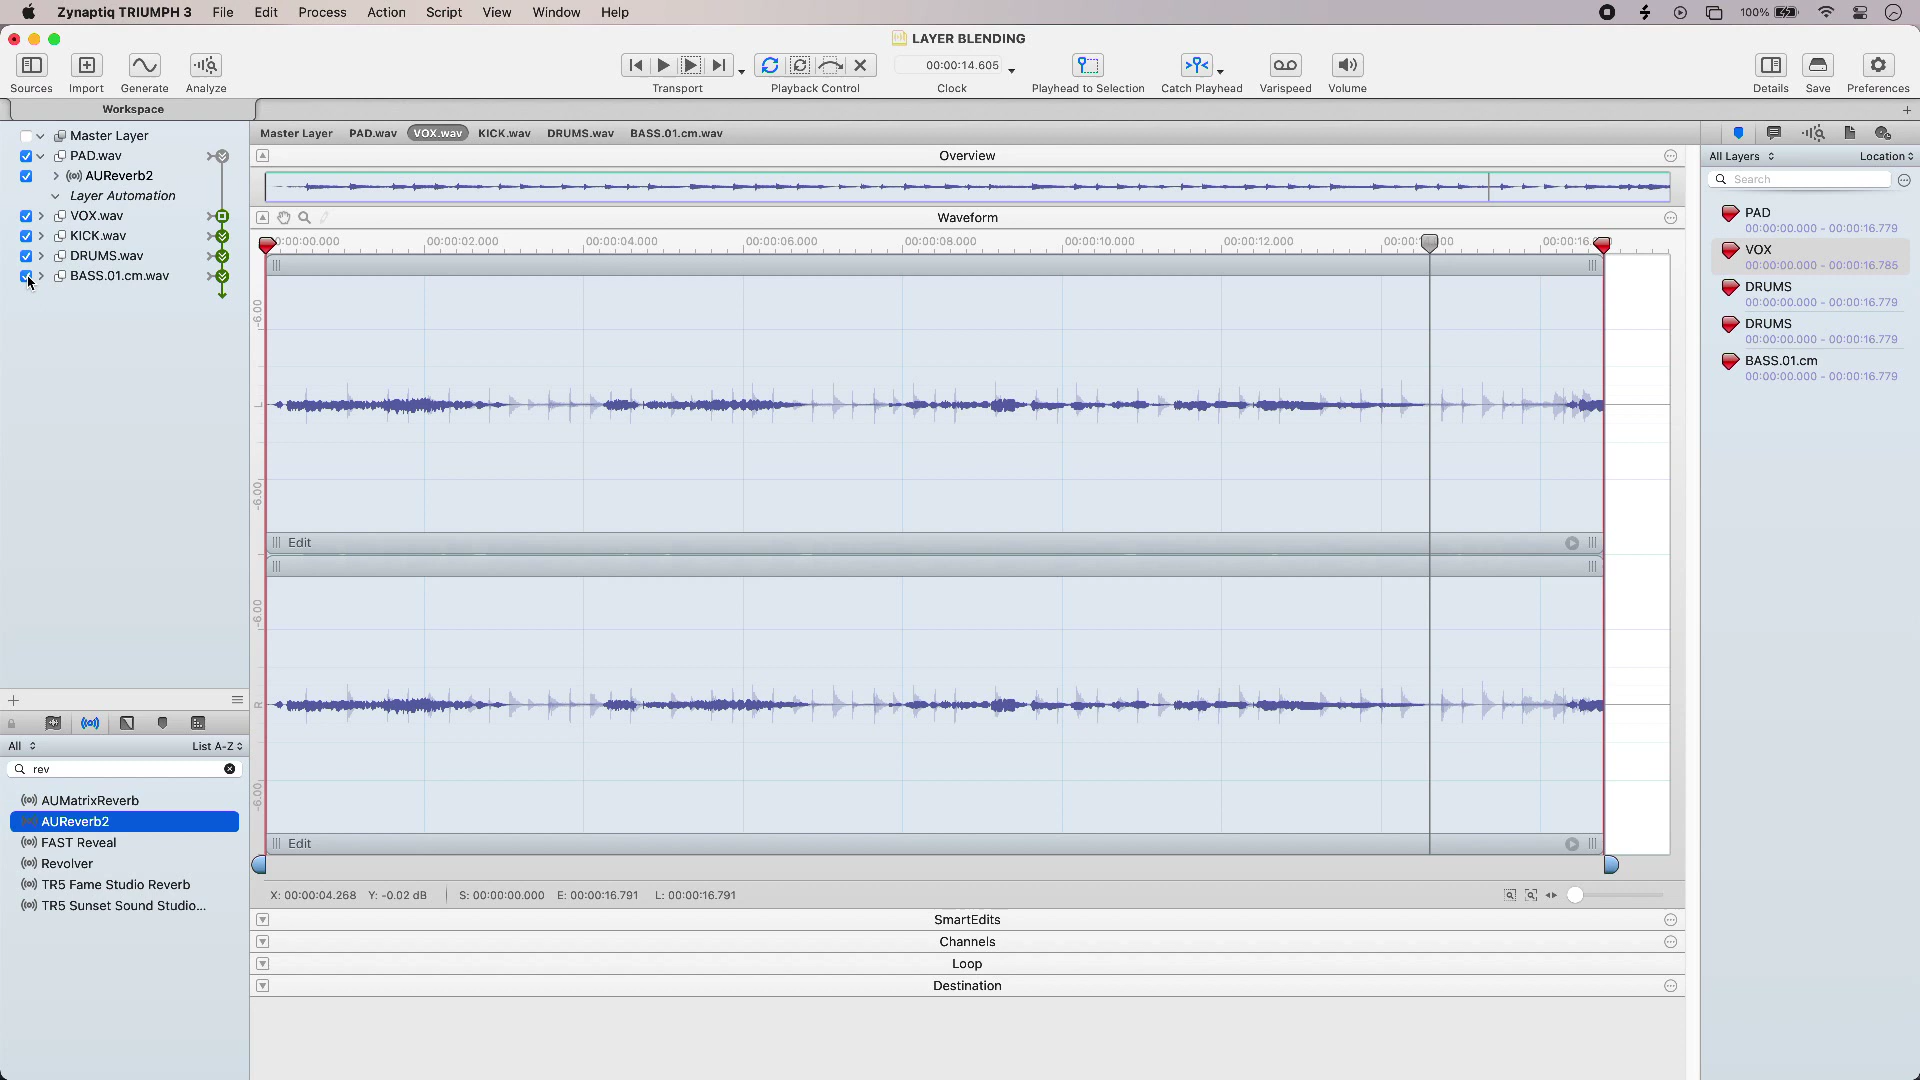 Zynaptiq TRIUMPH 3 File Edit Process Action Script View Window Help 100%
LAYER BLENDING
00:00:14.605
Sources Import Generate Analyze Transport Playback Control Clock Playhead to Selection Catch Playhead Varispeed Volume Details Save Preferences
Workspace
Master Layer
PAD.wav
AUReverb2
Layer Automation
VOX.wav
KICK.wav
DRUMS.wav
BASS.01.cm.wav
All List A-Z
rev
AUMatrixReverb
AUReverb2
FAST Reveal
Revolver
TR5 Fame Studio Reverb
TR5 Sunset Sound Studio...
Master Layer PAD.wav VOX.wav KICK.wav DRUMS.wav BASS.01.cm.wav
Overview
Waveform
00:00:02.000 00:00:04.000 00:00:06.000 00:00:08.000 00:00:10.000 00:00:12.000
-6.00
L
-6.00
Edit
-6.00
R
-6.00
Edit
X: 00:00:04.268 Y: -0.02 dB S: 00:00:00.000 E: 00:00:16.791 L: 00:00:16.791
SmartEdits
Channels
Loop
Destination
All Layers Location
Search
PAD
00:00:00.000 - 00:00:16.779
VOX
00:00:00.000 - 00:00:16.785
DRUMS
00:00:00.000 - 00:00:16.779
DRUMS
00:00:00.000 - 00:00:16.779
BASS.01.cm
00:00:00.000 - 00:00:16.779